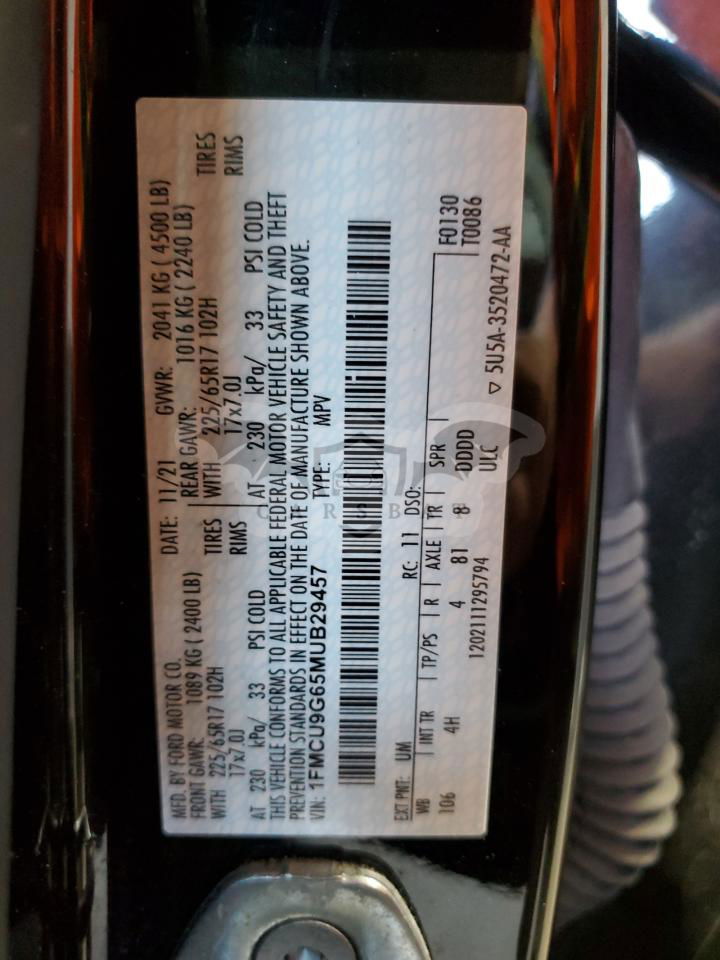 MFD. BY FORD MOTOR CO. DATE: 11/21 GVWR: 2041 KG ( 4500 LB)
FRONT GAWR: 1089 KG ( 2400 LB) REAR GAWR: 1016 KG ( 2240 LB)
WITH 225/65R17 102H TIRES WITH 225/65R17 102H TIRES
17x7.0J RIMS 17x7.0J RIMS
AT 230 kPa/ 33 PSI COLD AT 230 kPa/ 33 PSI COLD
THIS VEHICLE CONFORMS TO ALL APPLICABLE FEDERAL MOTOR VEHICLE SAFETY AND THEFT
PREVENTION STANDARDS IN EFFECT ON THE DATE OF MANUFACTURE SHOWN ABOVE.
VIN: 1FMCU9G65MUB29457 TYPE: MPV
EXT PNT: UM RC: 11 DSO: F0130
WB INT TR TP/PS R AXLE TR SPR T0086
106 4H 4 81 8 DDDD
ULC
1202111295794 ▽ 5U5A-3520472-AA